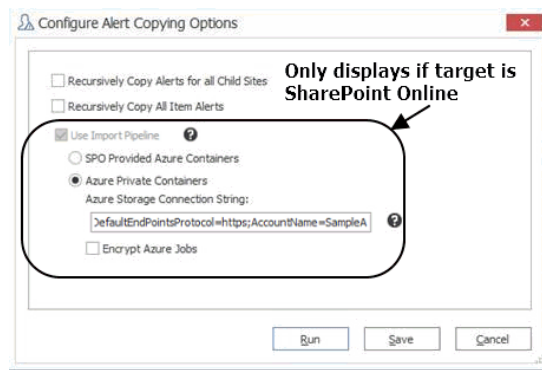 Configure Alert Copying Options
Recursively Copy Alerts for all Child Sites
Only displays if target is
SharePoint Online
Recursively Copy All Item Alerts
Use Import Pipeline ?
SPO Provided Azure Containers
Azure Private Containers
Azure Storage Connection String:
DefaultEndPointsProtocol=https;AccountName=SampleA ?
Encrypt Azure Jobs
Run Save Cancel